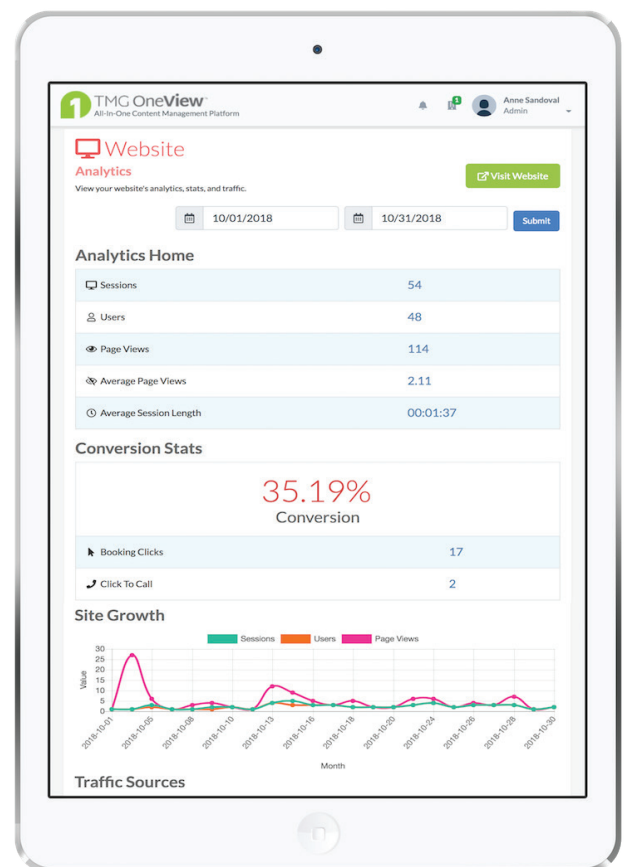 1
TMG OneView™
All-In-One Content Management Platform
1
Anne Sandoval
Admin
Website
Analytics
View your website's analytics, stats, and traffic.
Visit Website
10/01/2018
10/31/2018
Submit
Analytics Home
Sessions 54
Users 48
Page Views 114
Average Page Views 2.11
Average Session Length 00:01:37
Conversion Stats
35.19%
Conversion
Booking Clicks 17
Click To Call 2
Site Growth
Sessions Users Page Views
Value
30
25
20
15
10
5
0
2018-10-01
2018-10-05
2018-10-08
2018-10-10
2018-10-13
2018-10-16
2018-10-18
2018-10-20
2018-10-24
2018-10-26
2018-10-28
2018-10-30
Month
Traffic Sources